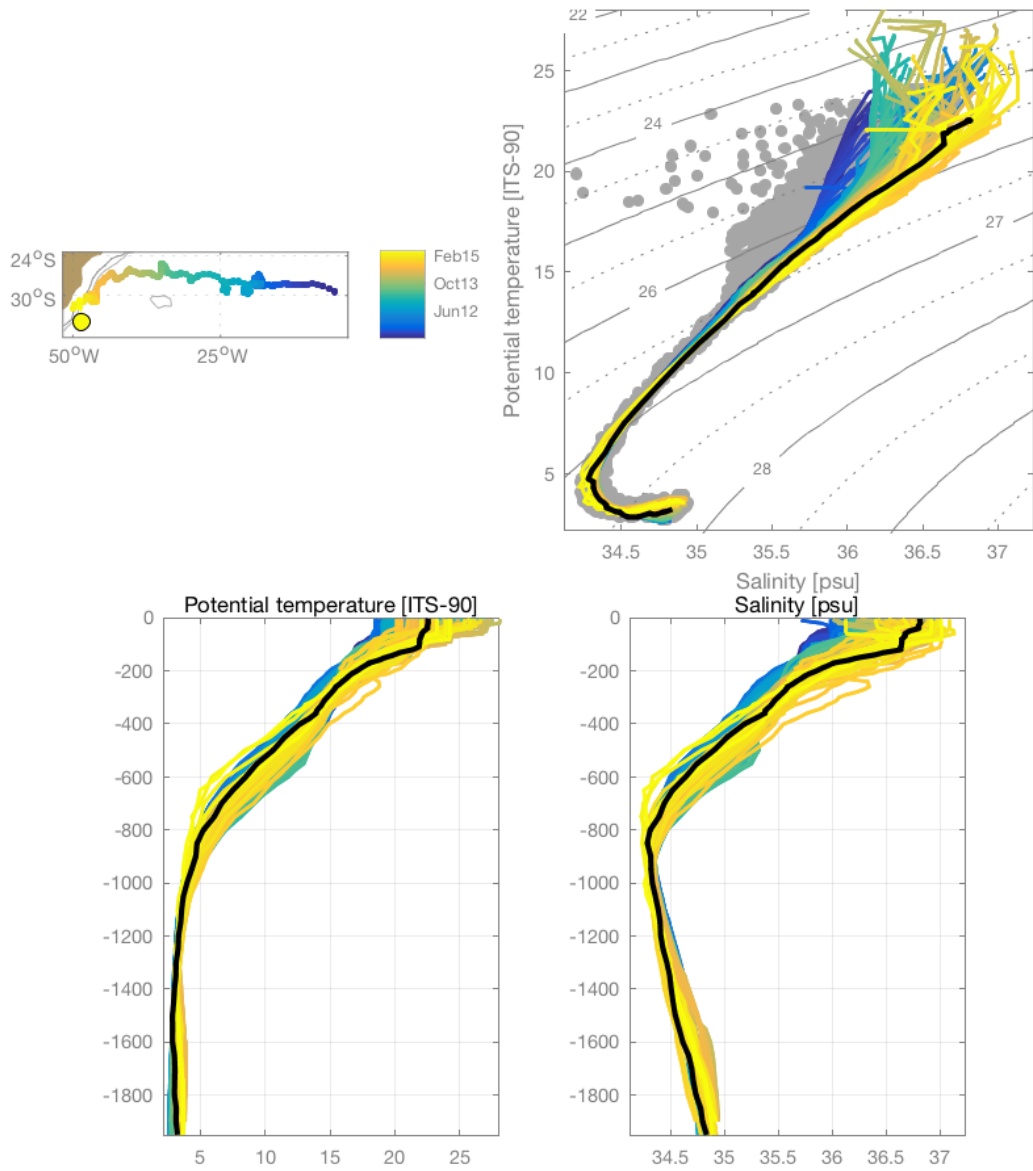 22
25
24
27
26
28
25
20
15
10
5
Potential temperature [ITS-90]
34.5 35 35.5 36 36.5 37
Salinity [psu]
24°S
30°S
50°W 25°W
Feb15
Oct13
Jun12
Potential temperature [ITS-90]
0
-200
-400
-600
-800
-1000
-1200
-1400
-1600
-1800
5 10 15 20 25
Salinity [psu]
0
-200
-400
-600
-800
-1000
-1200
-1400
-1600
-1800
34.5 35 35.5 36 36.5 37